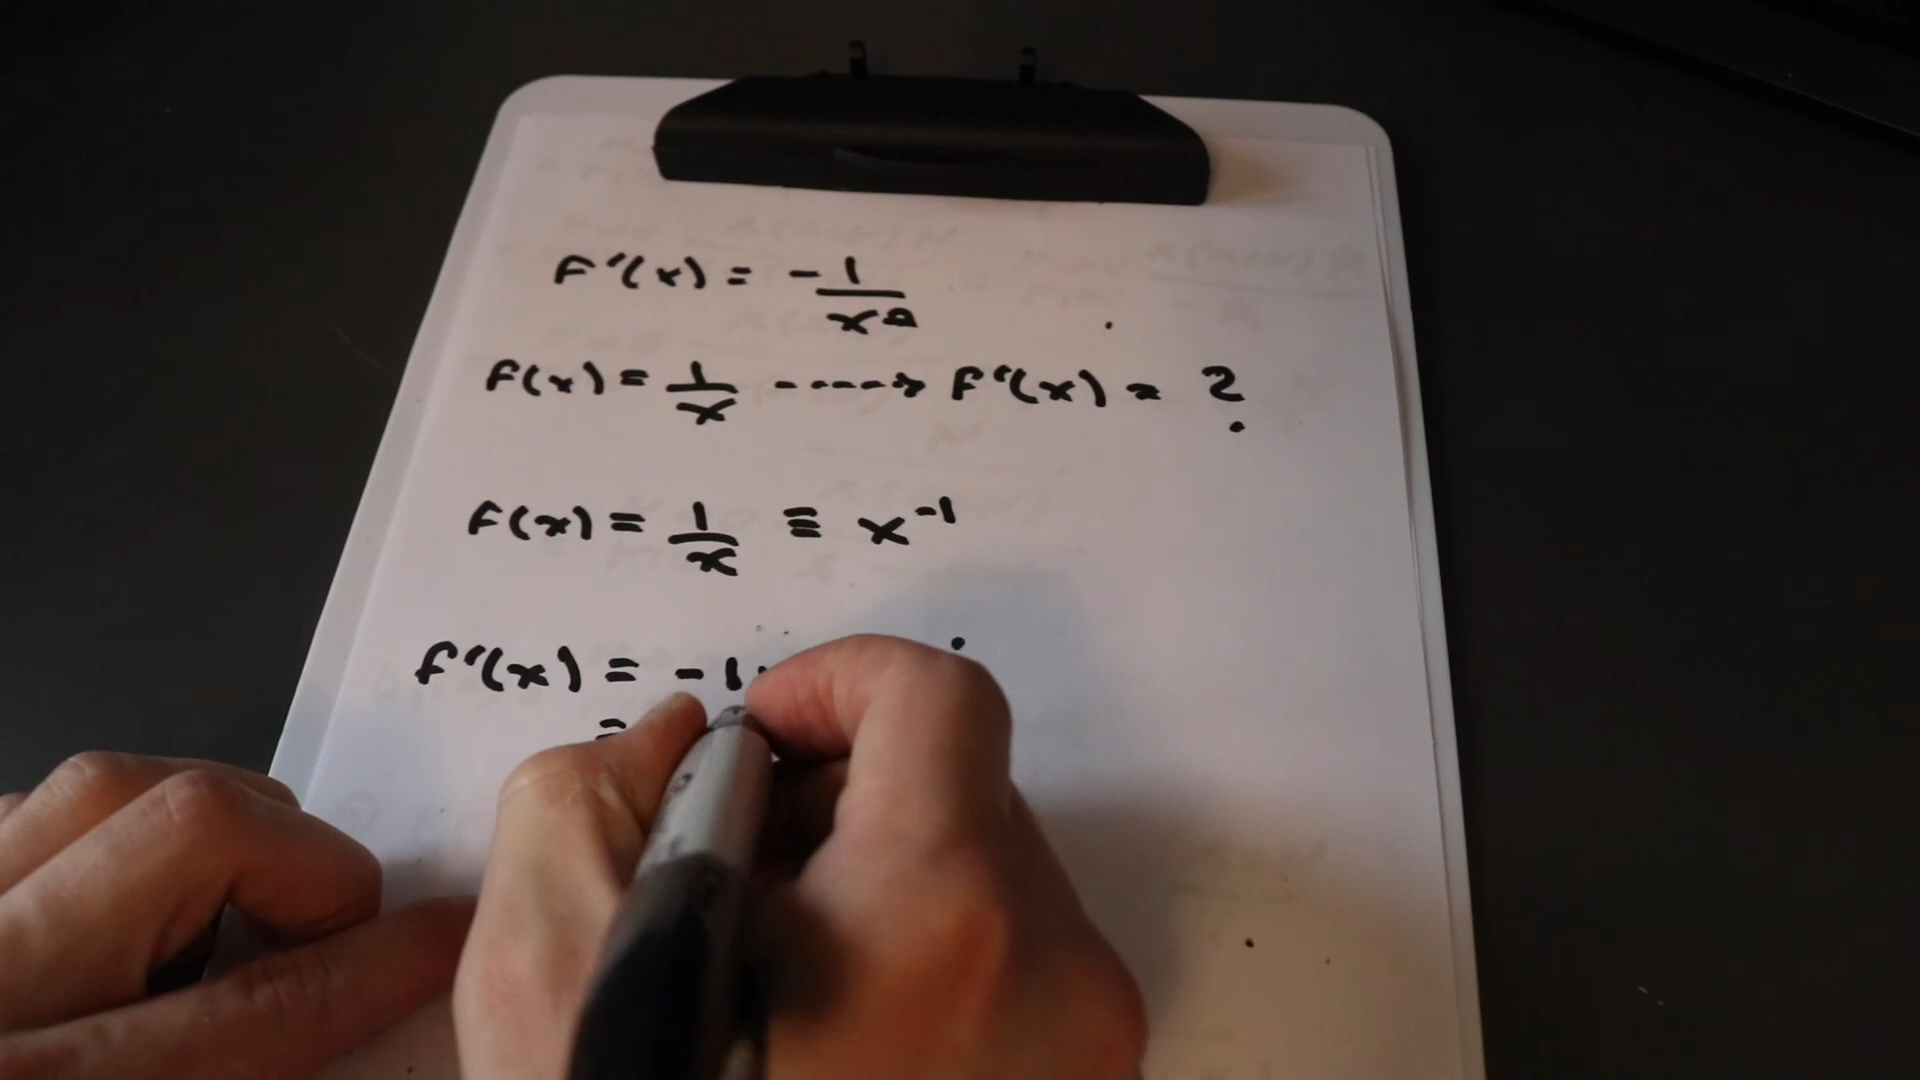 f'(x) = -1/x²
f(x) = 1/x ----> f'(x) = ?
f(x) = 1/x ≡ x⁻¹
f'(x) = -1
=